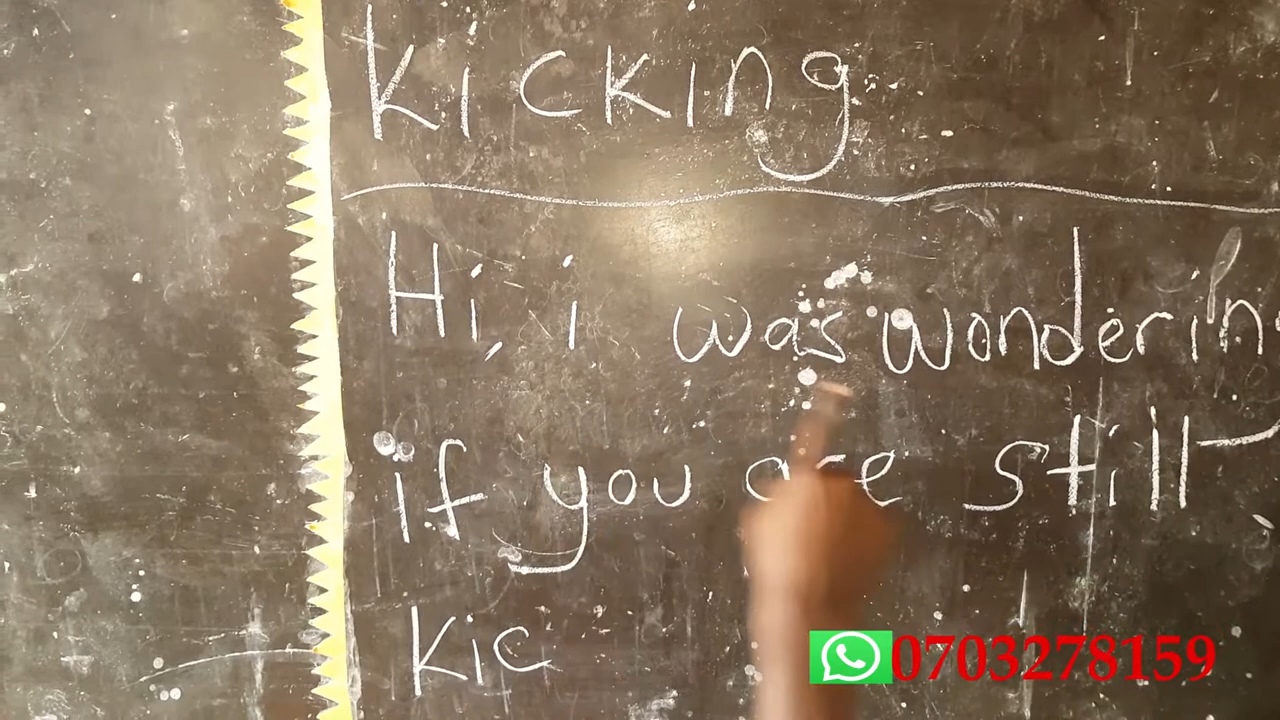 kicking
Hi, i was wonderin
if you are still
kic
0703278159